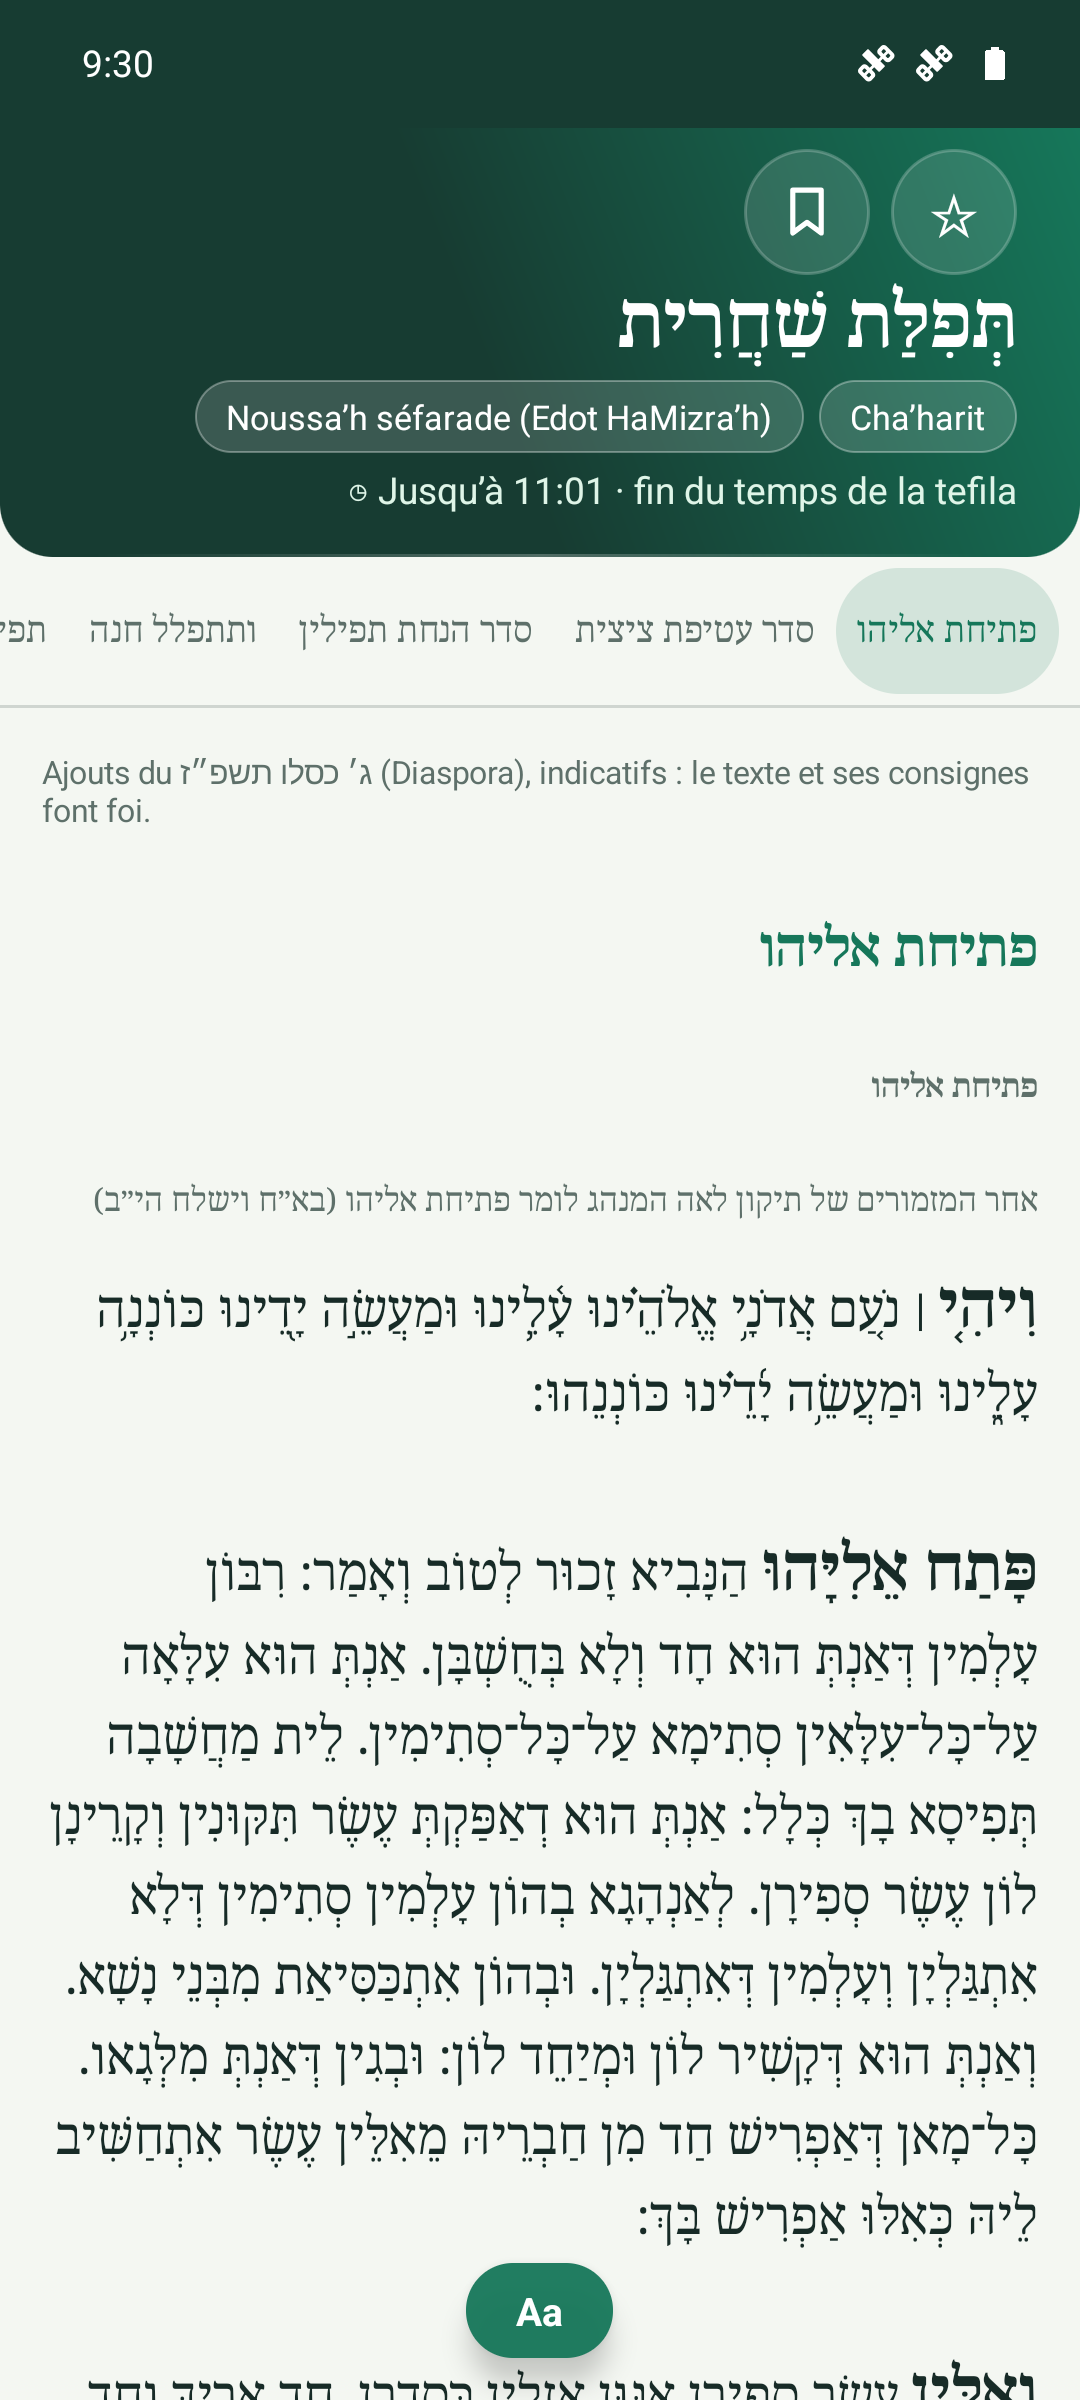 9:30
תְּפִלַּת שַׁחֲרִית
Cha’harit
Noussa’h séfarade (Edot HaMizra’h)
Jusqu’à 11:01 · fin du temps de la tefila
פתיחת אליהו
סדר עטיפת ציצית
סדר הנחת תפילין
ותתפלל חנה
Ajouts du ג׳ כסלו תשפ״ז (Diaspora), indicatifs : le texte et ses consignes
font foi.
פתיחת אליהו
פתיחת אליהו
אחר המזמורים של תיקון לאה המנהג לומר פתיחת אליהו (בא״ח וישלח הי״ב)
וִיהִ֤י ׀ נֹ֤עַם אֲדֹנָ֥י אֱלֹהֵ֗ינוּ עָ֫לֵ֥ינוּ וּמַעֲשֵׂ֣ה יָ֭דֵינוּ כּוֹנְנָ֥ה
עָלֵ֑ינוּ וּמַעֲשֵׂ֥ה יָ֝דֵ֗ינוּ כּוֹנְנֵֽהוּ:
פָּתַח אֵלִיָּהוּ הַנָּבִיא זָכוּר לְטוֹב וְאָמַר: רִבּוֹן
עָלְמִין דְּאַנְתְּ הוּא חָד וְלָא בְּחֻשְׁבָּן. אַנְתְּ הוּא עִלָּאָה
עַל־כָּל־עִלָּאִין סְתִימָא עַל־כָּל־סְתִימִין. לֵית מַחֲשָׁבָה
תְּפִיסָא בָךְ כְּלָל: אַנְתְּ הוּא דְאַפַּקְתְּ עֶשֶׂר תִּקּוּנִין וְקָרֵינָן
לוֹן עֶשֶׂר סְפִירָן. לְאַנְהָגָא בְהוֹן עָלְמִין סְתִימִין דְּלָא
אִתְגַּלְיָן וְעָלְמִין דְּאִתְגַּלְיָן. וּבְהוֹן אִתְכַּסִּיאַת מִבְּנֵי נָשָׁא.
וְאַנְתְּ הוּא דְּקָשִׁיר לוֹן וּמְיַחֵד לוֹן: וּבְגִין דְּאַנְתְּ מִלְּגָאו.
כָּל־מָאן דְּאַפְרִישׁ חַד מִן חַבְרֵיהּ מֵאִלֵּין עֶשֶׂר אִתְחַשִּׁיב
לֵיהּ כְּאִלּוּ אַפְרִישׁ בָּךְ:
Aa